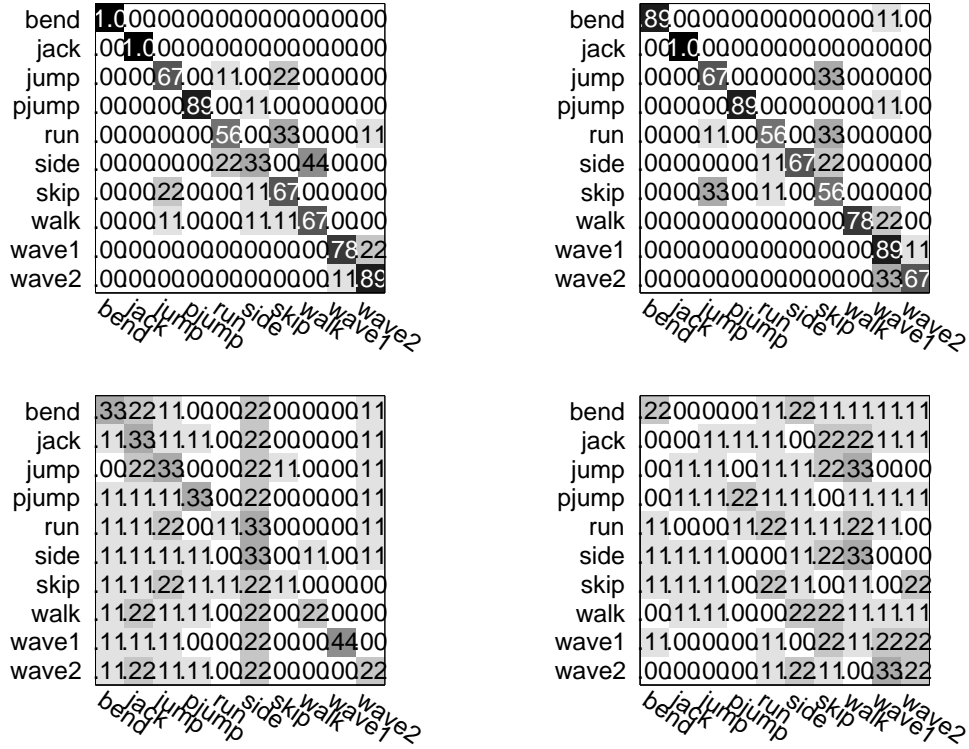 bend 1.0 .00 .00 .00 .00 .00 .00 .00 .00 .00
jack .00 1.0 .00 .00 .00 .00 .00 .00 .00 .00
jump .00 .00 .67 .00 .11 .00 .22 .00 .00 .00
pjump .00 .00 .00 .89 .00 .11 .00 .00 .00 .00
run .00 .00 .00 .00 .56 .00 .33 .00 .00 .11
side .00 .00 .00 .00 .22 .33 .00 .44 .00 .00
skip .00 .00 .22 .00 .00 .11 .67 .00 .00 .00
walk .00 .00 .11 .00 .00 .11 .11 .67 .00 .00
wave1 .00 .00 .00 .00 .00 .00 .00 .00 .78 .22
wave2 .00 .00 .00 .00 .00 .00 .00 .00 .11 .89
bend jack jump pjump run side skip walk wave1 wave2
bend .89 .00 .00 .00 .00 .00 .00 .00 .11 .00
jack .00 1.0 .00 .00 .00 .00 .00 .00 .00 .00
jump .00 .00 .67 .00 .00 .00 .33 .00 .00 .00
pjump .00 .00 .00 .89 .00 .00 .00 .00 .11 .00
run .00 .00 .11 .00 .56 .00 .33 .00 .00 .00
side .00 .00 .00 .00 .11 .67 .22 .00 .00 .00
skip .00 .00 .33 .00 .11 .00 .56 .00 .00 .00
walk .00 .00 .00 .00 .00 .00 .00 .78 .22 .00
wave1 .00 .00 .00 .00 .00 .00 .00 .00 .89 .11
wave2 .00 .00 .00 .00 .00 .00 .00 .00 .33 .67
bend jack jump pjump run side skip walk wave1 wave2
bend .33 .22 .11 .00 .00 .22 .00 .00 .00 .11
jack .11 .33 .11 .11 .00 .22 .00 .00 .00 .11
jump .00 .22 .33 .00 .00 .22 .11 .00 .00 .11
pjump .11 .11 .11 .33 .00 .22 .00 .00 .00 .11
run .11 .11 .22 .00 .11 .33 .00 .00 .00 .11
side .11 .11 .11 .11 .00 .33 .00 .11 .00 .11
skip .11 .11 .22 .11 .11 .22 .11 .00 .00 .00
walk .11 .22 .11 .11 .00 .22 .00 .22 .00 .00
wave1 .11 .11 .11 .00 .00 .22 .00 .00 .44 .00
wave2 .11 .22 .11 .11 .00 .22 .00 .00 .00 .22
bend jack jump pjump run side skip walk wave1 wave2
bend .22 .00 .00 .00 .11 .22 .11 .11 .11 .11
jack .00 .00 .11 .11 .11 .00 .22 .22 .11 .11
jump .00 .11 .11 .00 .11 .11 .22 .33 .00 .00
pjump .00 .11 .11 .22 .11 .11 .00 .11 .11 .11
run .11 .00 .00 .11 .22 .11 .11 .22 .11 .00
side .11 .11 .11 .00 .00 .11 .22 .33 .00 .00
skip .11 .11 .11 .00 .22 .11 .00 .11 .00 .22
walk .00 .11 .11 .00 .00 .22 .22 .11 .11 .11
wave1 .11 .00 .00 .00 .11 .00 .22 .11 .22 .22
wave2 .00 .00 .00 .00 .11 .22 .11 .00 .33 .22
bend jack jump pjump run side skip walk wave1 wave2